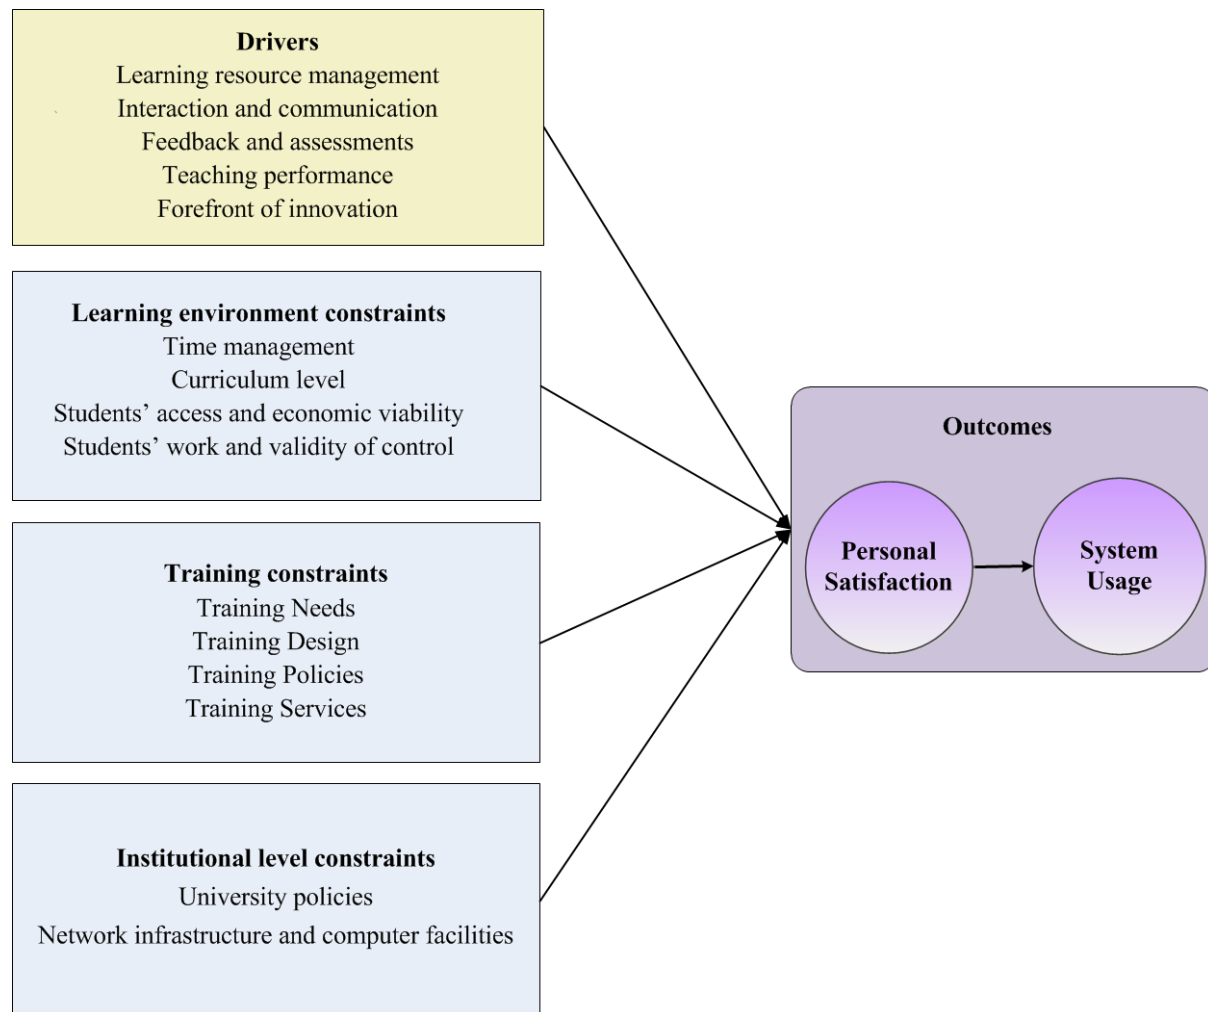 Drivers
Learning resource management
Interaction and communication
Feedback and assessments
Teaching performance
Forefront of innovation
Learning environment constraints
Time management
Curriculum level
Students’ access and economic viability
Students’ work and validity of control
Training constraints
Training Needs
Training Design
Training Policies
Training Services
Institutional level constraints
University policies
Network infrastructure and computer facilities
Outcomes
Personal
Satisfaction
System
Usage